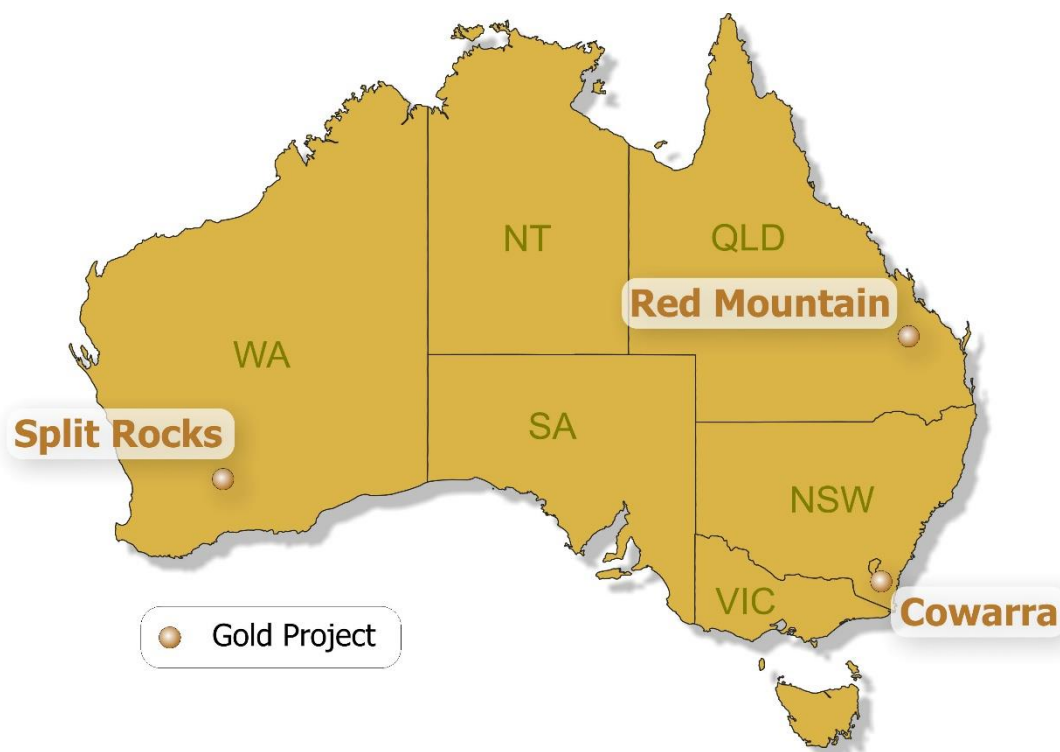 NT
QLD
Red Mountain
WA
Split Rocks
SA
NSW
VIC
Cowarra
Gold Project